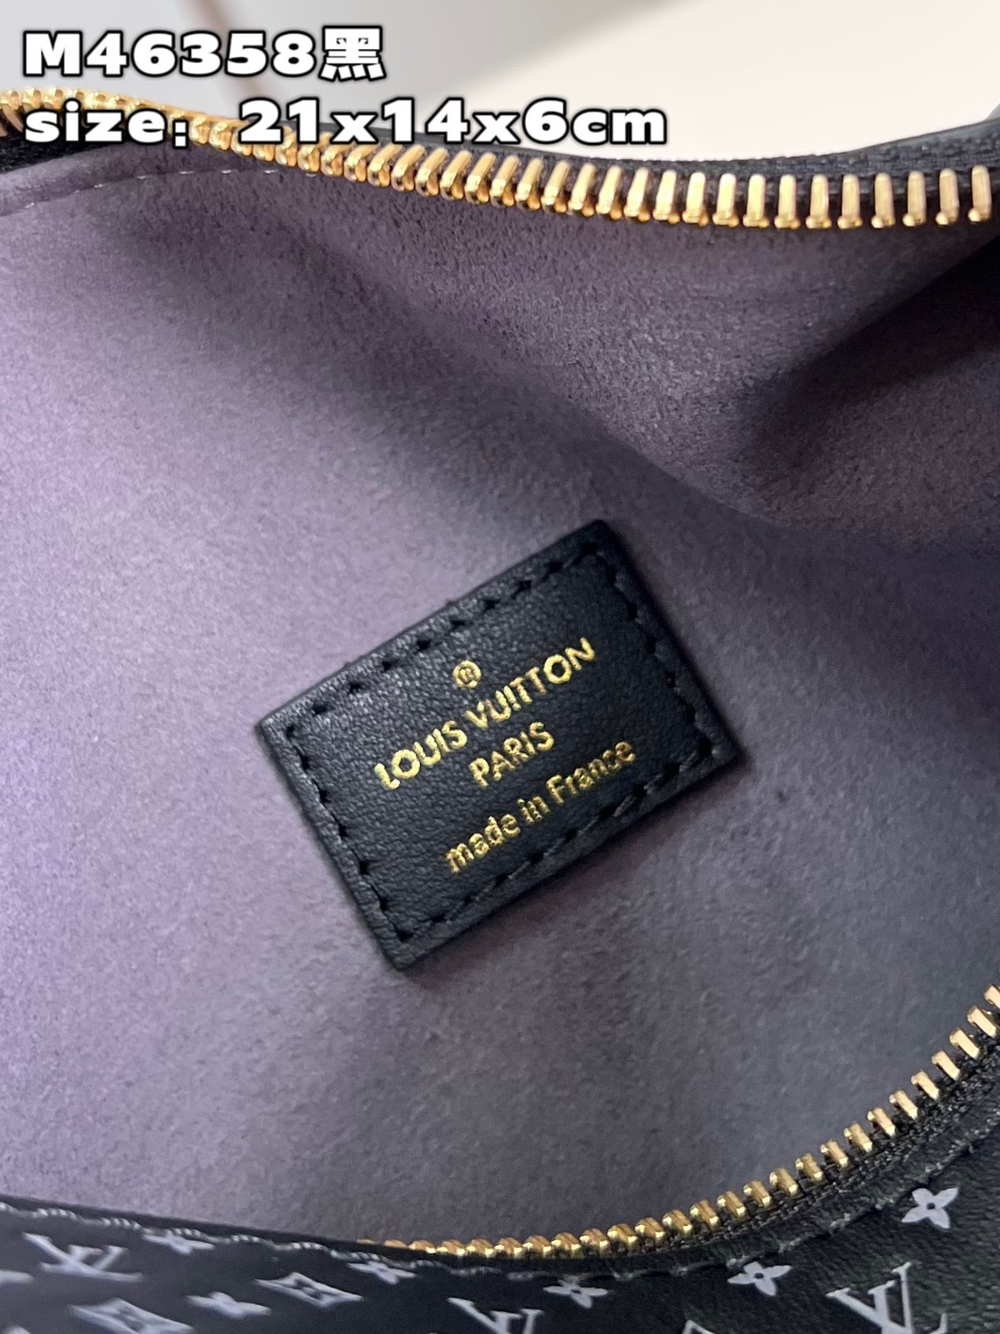 M46358黑
size：21x14x6cm
®
LOUIS VUITTON
PARIS
made in France